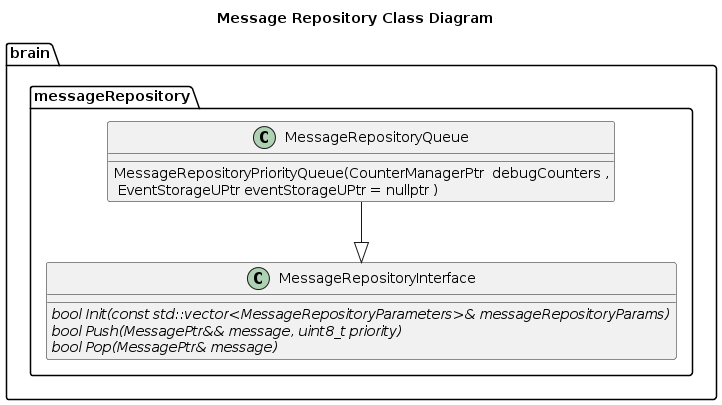 Message Repository Class Diagram
brain
messageRepository
C MessageRepositoryQueue
MessageRepositoryPriorityQueue(CounterManagerPtr debugCounters ,
EventStorageUPtr eventStorageUPtr = nullptr )
C MessageRepositoryInterface
bool Init(const std::vector<MessageRepositoryParameters>& messageRepositoryParams)
bool Push(MessagePtr&& message, uint8_t priority)
bool Pop(MessagePtr& message)